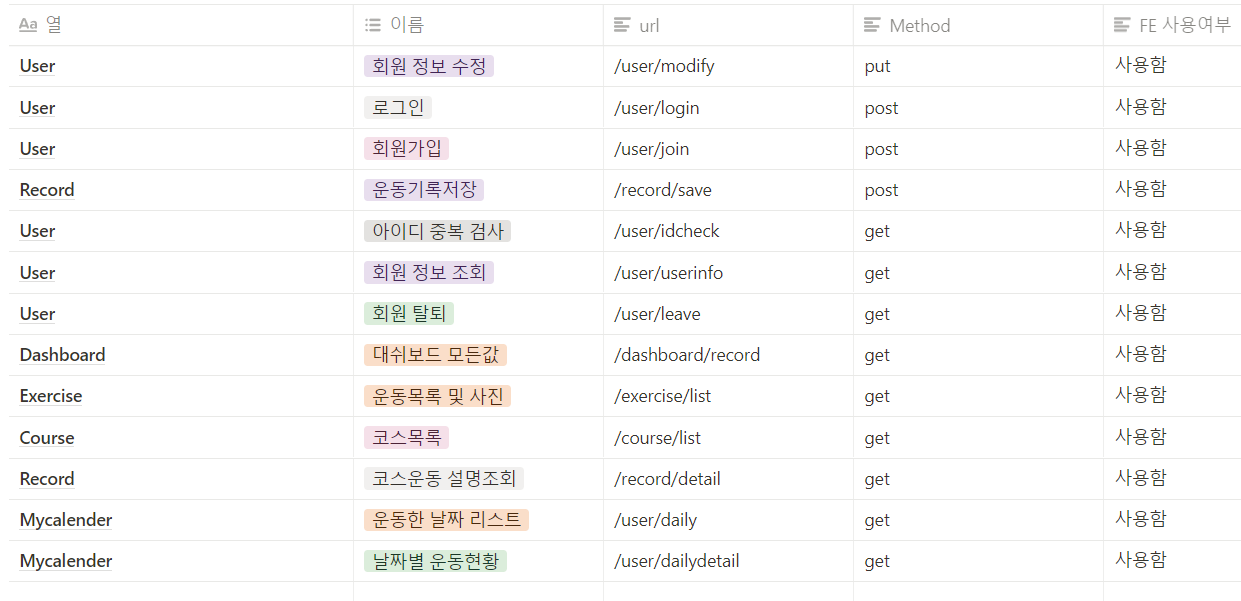 Aa 열 이름 url Method FE 사용여부
User 회원 정보 수정 /user/modify put 사용함
User 로그인 /user/login post 사용함
User 회원가입 /user/join post 사용함
Record 운동기록저장 /record/save post 사용함
User 아이디 중복 검사 /user/idcheck get 사용함
User 회원 정보 조회 /user/userinfo get 사용함
User 회원 탈퇴 /user/leave get 사용함
Dashboard 대쉬보드 모든값 /dashboard/record get 사용함
Exercise 운동목록 및 사진 /exercise/list get 사용함
Course 코스목록 /course/list get 사용함
Record 코스운동 설명조회 /record/detail get 사용함
Mycalender 운동한 날짜 리스트 /user/daily get 사용함
Mycalender 날짜별 운동현황 /user/dailydetail get 사용함